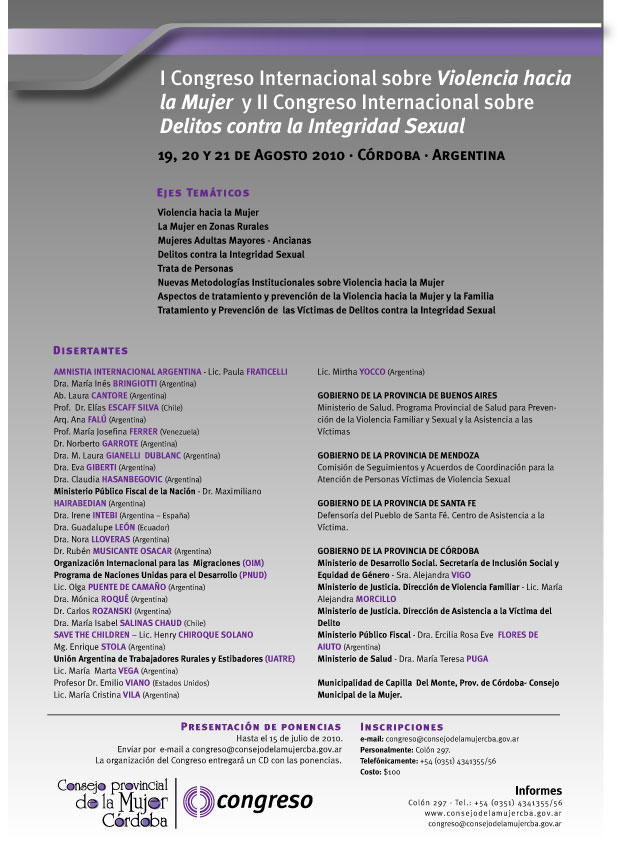 I Congreso Internacional sobre Violencia hacia
la Mujer y II Congreso Internacional sobre
Delitos contra la Integridad Sexual
19, 20 y 21 de Agosto 2010 · Córdoba · Argentina
Ejes Temáticos
Violencia hacia la Mujer
La Mujer en Zonas Rurales
Mujeres Adultas Mayores - Ancianas
Delitos contra la Integridad Sexual
Trata de Personas
Nuevas Metodologías Institucionales sobre Violencia hacia la Mujer
Aspectos de tratamiento y prevención de la Violencia hacia la Mujer y la Familia
Tratamiento y Prevención de las Víctimas de Delitos contra la Integridad Sexual
Disertantes
AMNISTIA INTERNACIONAL ARGENTINA - Lic. Paula FRATICELLI
Dra. María Inés BRINGIOTTI (Argentina)
Ab. Laura CANTORE (Argentina)
Prof. Dr. Elías ESCAFF SILVA (Chile)
Arq. Ana FALÚ (Argentina)
Prof. María Josefina FERRER (Venezuela)
Dr. Norberto GARROTE (Argentina)
Dra. M. Laura GIANELLI DUBLANC (Argentina)
Dra. Eva GIBERTI (Argentina)
Dra. Claudia HASANBEGOVIC (Argentina)
Ministerio Público Fiscal de la Nación - Dr. Maximiliano
HAIRABEDIAN (Argentina)
Dra. Irene INTEBI (Argentina – España)
Dra. Guadalupe LEÓN (Ecuador)
Dra. Nora LLOVERAS (Argentina)
Dr. Rubén MUSICANTE OSACAR (Argentina)
Organización Internacional para las Migraciones (OIM)
Programa de Naciones Unidas para el Desarrollo (PNUD)
Lic. Olga PUENTE DE CAMAÑO (Argentina)
Dra. Mónica ROQUÉ (Argentina)
Dr. Carlos ROZANSKI (Argentina)
Dra. María Isabel SALINAS CHAUD (Chile)
SAVE THE CHILDREN – Lic. Henry CHIROQUE SOLANO
Mg. Enrique STOLA (Argentina)
Unión Argentina de Trabajadores Rurales y Estibadores (UATRE)
Lic. María Marta VEGA (Argentina)
Profesor Dr. Emilio VIANO (Estados Unidos)
Lic. María Cristina VILA (Argentina)
Lic. Mirtha YOCCO (Argentina)
GOBIERNO DE LA PROVINCIA DE BUENOS AIRES
Ministerio de Salud. Programa Provincial de Salud para Preven-
ción de la Violencia Familiar y Sexual y la Asistencia a las
Víctimas
GOBIERNO DE LA PROVINCIA DE MENDOZA
Comisión de Seguimientos y Acuerdos de Coordinación para la
Atención de Personas Víctimas de Violencia Sexual
GOBIERNO DE LA PROVINCIA DE SANTA FE
Defensoría del Pueblo de Santa Fé. Centro de Asistencia a la
Víctima.
GOBIERNO DE LA PROVINCIA DE CÓRDOBA
Ministerio de Desarrollo Social. Secretaría de Inclusión Social y
Equidad de Género - Sra. Alejandra VIGO
Ministerio de Justicia. Dirección de Violencia Familiar - Lic. María
Alejandra MORCILLO
Ministerio de Justicia. Dirección de Asistencia a la Víctima del
Delito
Ministerio Público Fiscal - Dra. Ercilia Rosa Eve FLORES DE
AIUTO (Argentina)
Ministerio de Salud - Dra. María Teresa PUGA
Municipalidad de Capilla Del Monte, Prov. de Córdoba- Consejo
Municipal de la Mujer.
Presentación de ponencias
Hasta el 15 de julio de 2010.
Enviar por e-mail a congreso@consejodelamujercba.gov.ar
La organización del Congreso entregará un CD con las ponencias.
Inscripciones
e-mail: congreso@consejodelamujercba.gov.ar
Personalmente: Colón 297.
Telefónicamente: +54 (0351) 4341355/56
Costo: $100
Consejo provincial
de la Mujer
Córdoba
congreso
Informes
Colón 297 - Tel.: +54 (0351) 4341355/56
www.consejodelamujercba.gov.ar
congreso@consejodelamujercba.gov.ar